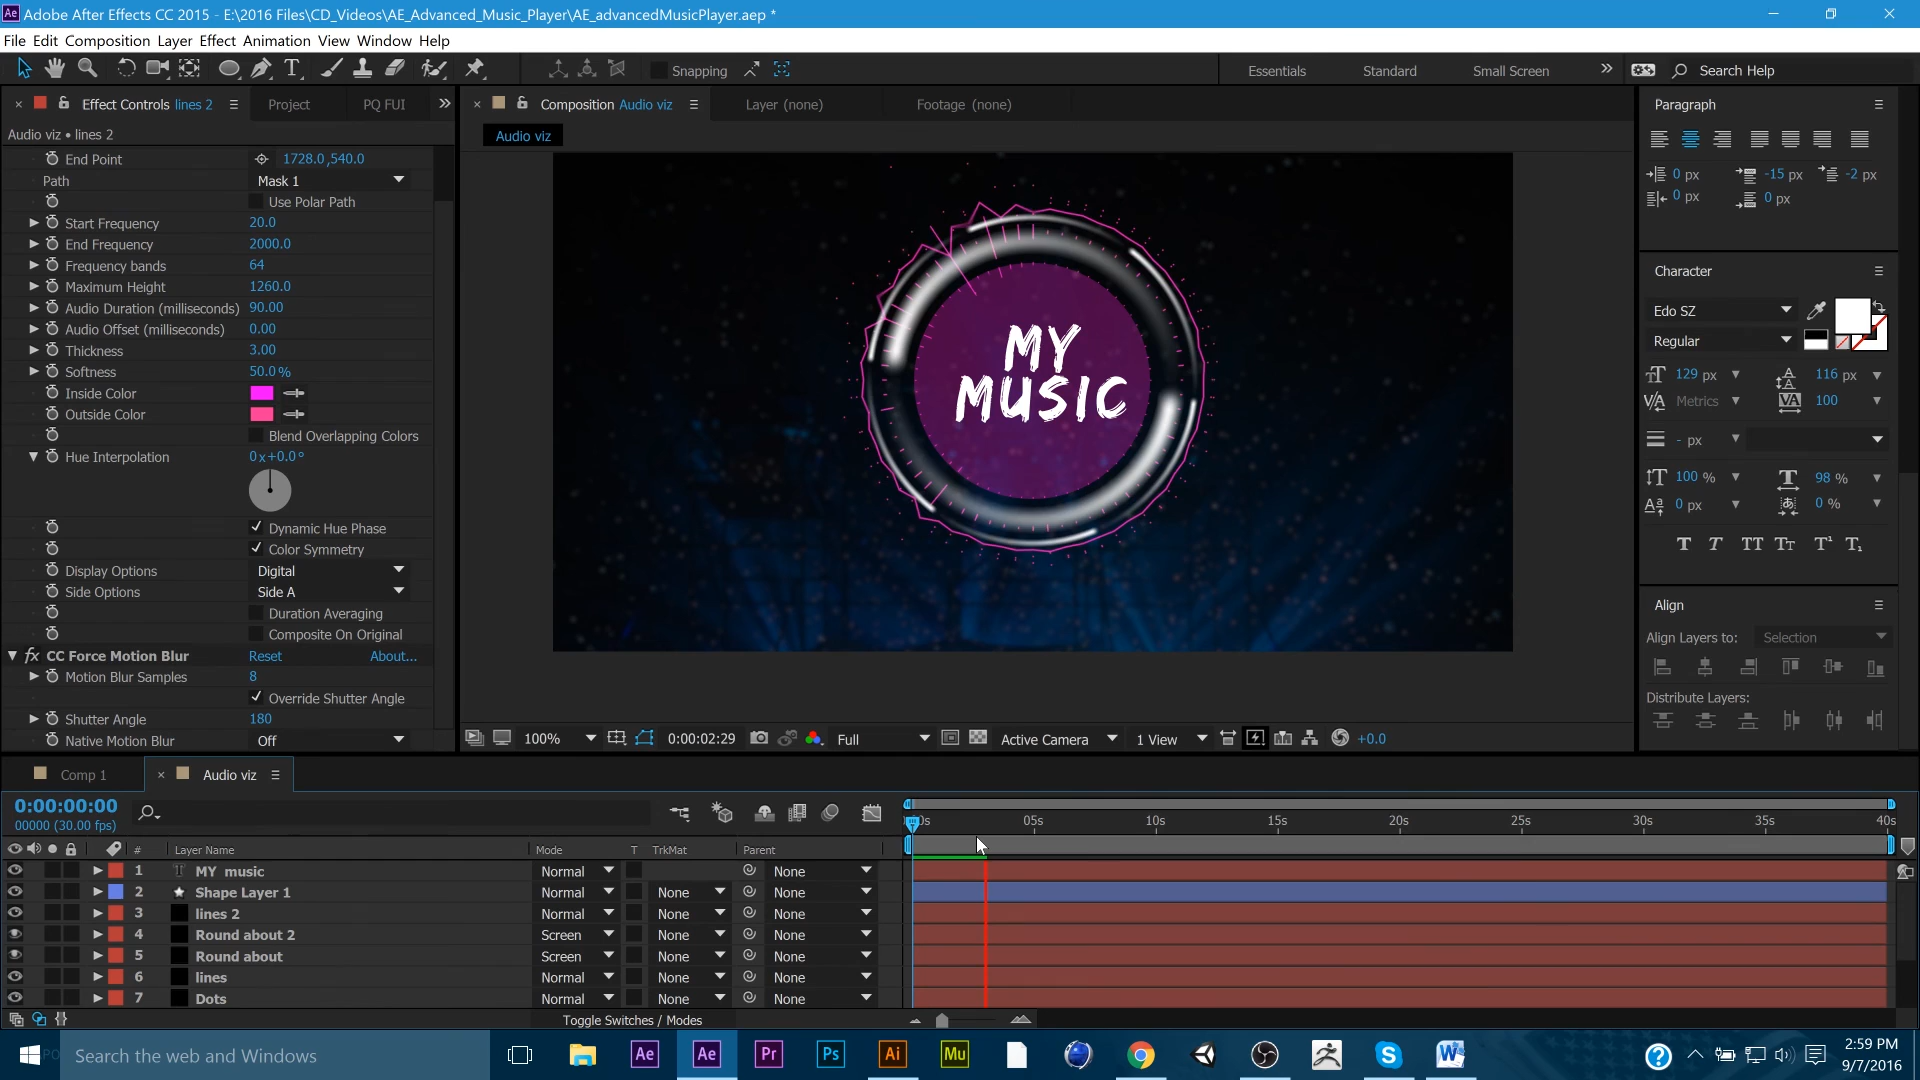 Ae Adobe After Effects CC 2015 - E:\2016 Files\CD_Videos\AE_Advanced_Music_Player\AE_advancedMusicPlayer.aep *
File Edit Composition Layer Effect Animation View Window Help
Snapping
Essentials Standard Small Screen » Search Help
× Effect Controls lines 2 Project PQ FUI »
× Composition Audio viz Layer (none) Footage (none)
Paragraph
Audio viz • lines 2
Audio viz
End Point 1728.0,540.0
Path Mask 1
Use Polar Path
Start Frequency 20.0
End Frequency 2000.0
Frequency bands 64
Maximum Height 1260.0
Audio Duration (milliseconds) 90.00
Audio Offset (milliseconds) 0.00
Thickness 3.00
Softness 50.0%
Inside Color
Outside Color
Blend Overlapping Colors
Hue Interpolation 0x+0.0°
Dynamic Hue Phase
Color Symmetry
Display Options Digital
Side Options Side A
Duration Averaging
Composite On Original
fx CC Force Motion Blur Reset About...
Motion Blur Samples 8
Override Shutter Angle
Shutter Angle 180
Native Motion Blur Off
MY
MUSIC
100% 0:00:02:29 Full Active Camera 1 View +0.0
0 px -15 px -2 px
0 px 0 px
Character
Edo SZ
Regular
129 px 116 px
Metrics 100
- px
100 % 98 %
0 px 0 %
T T TT Tт T¹ T₁
Align
Align Layers to: Selection
Distribute Layers:
Comp 1 × Audio viz
0:00:00:00
00000 (30.00 fps)
0s 05s 10s 15s 20s 25s 30s 35s 40s
# Layer Name Mode T TrkMat Parent
1 T MY music Normal None
2 Shape Layer 1 Normal None None
3 lines 2 Normal None None
4 Round about 2 Screen None None
5 Round about Screen None None
6 lines Normal None None
7 Dots Normal None None
Toggle Switches / Modes
Search the web and Windows
Ae Ae Pr Ps Ai Mu
2:59 PM
9/7/2016